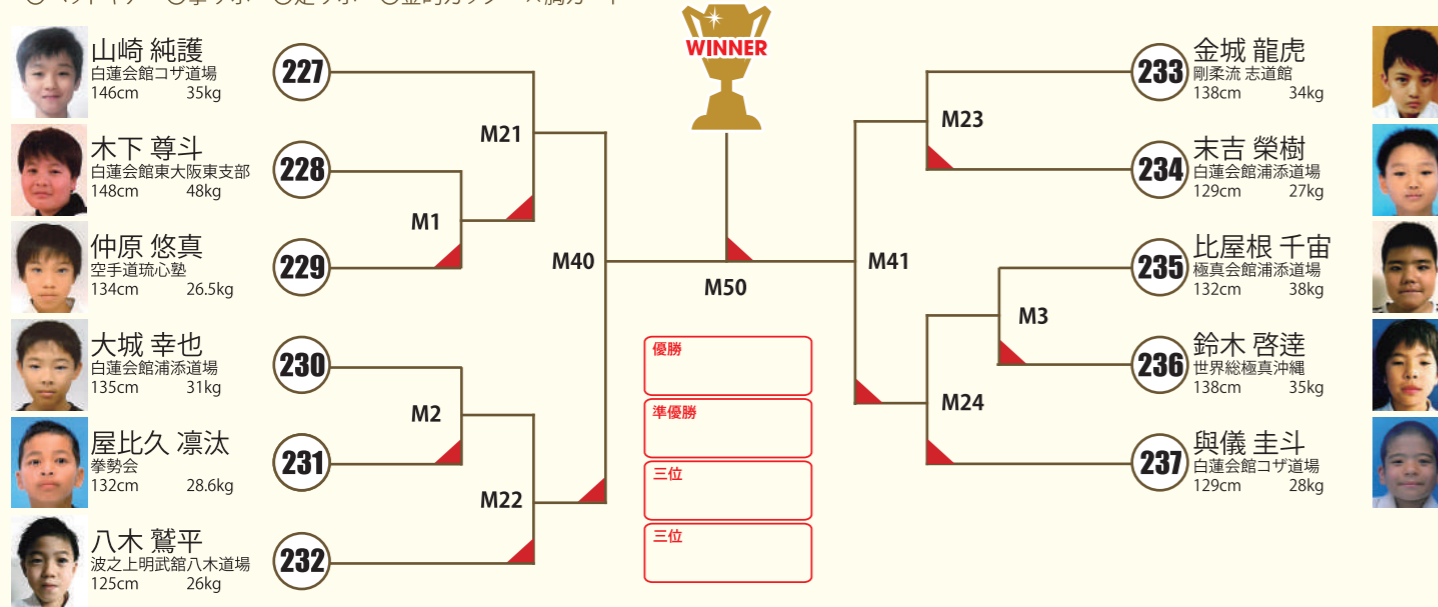 WINNER
山崎 純護
白蓮会館コザ道場
146cm 35kg
227
木下 尊斗
白蓮会館東大阪東支部
148cm 48kg
228
仲原 悠真
空手道琉心塾
134cm 26.5kg
229
大城 幸也
白蓮会館浦添道場
135cm 31kg
230
屋比久 凛汰
拳勢会
132cm 28.6kg
231
八木 鷲平
波之上明武舘八木道場
125cm 26kg
232
M21
M1
M2
M22
M40
M50
優勝
準優勝
三位
三位
M41
M23
M3
M24
233
金城 龍虎
剛柔流 志道館
138cm 34kg
234
末吉 榮樹
白蓮会館浦添道場
129cm 27kg
235
比屋根 千宙
極真会館浦添道場
132cm 38kg
236
鈴木 啓達
世界総極真沖縄
138cm 35kg
237
與儀 圭斗
白蓮会館コザ道場
129cm 28kg